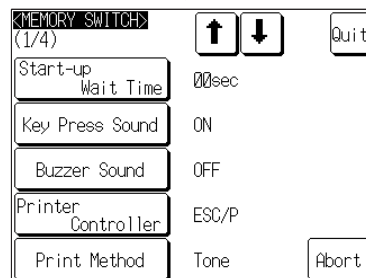 <MEMORY SWITCH>
(1/4)
Quit
Start-up
Wait Time
00sec
Key Press Sound
ON
Buzzer Sound
OFF
Printer
Controller
ESC/P
Print Method
Tone
Abort